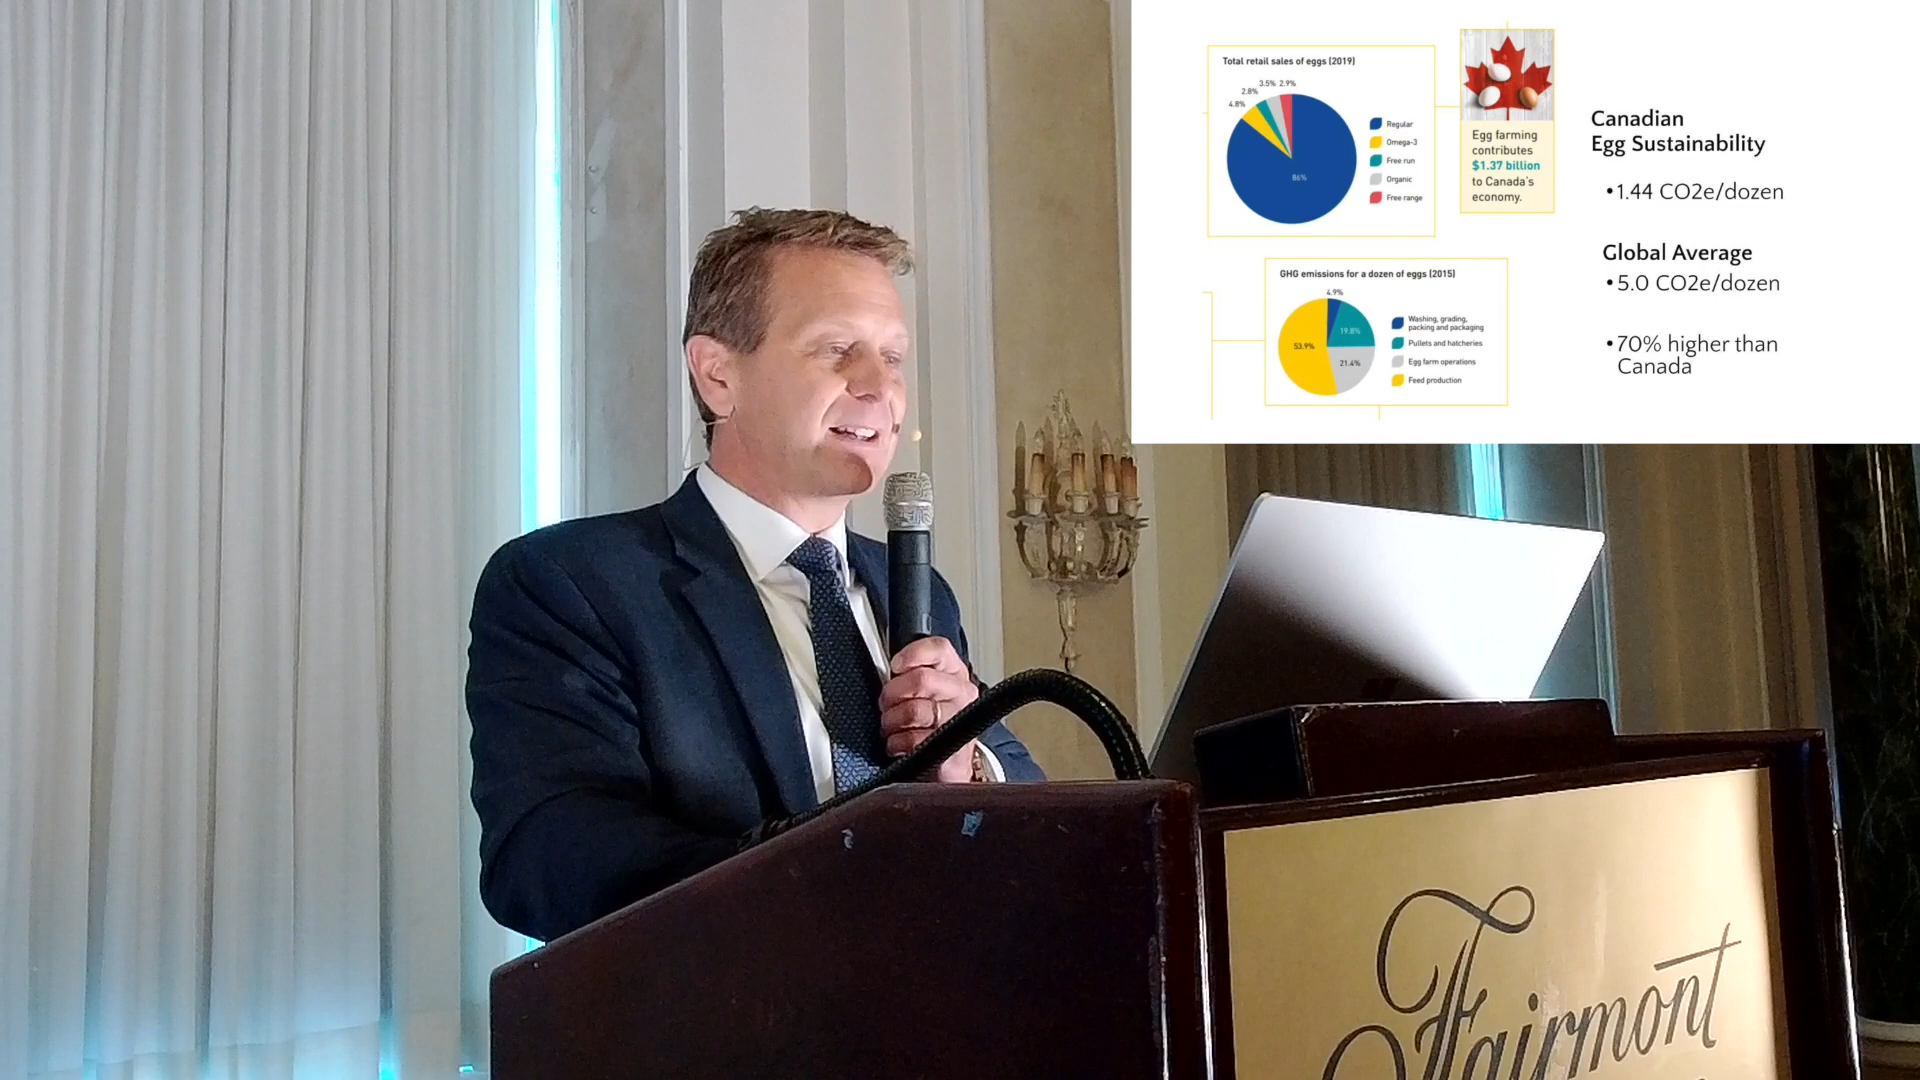 Total retail sales of eggs (2019)
3.5% 2.9%
2.8%
4.8%
86%
Regular
Omega-3
Free run
Organic
Free range
Egg farming
contributes
$1.37 billion
to Canada's
economy.
Canadian
Egg Sustainability
•1.44 CO2e/dozen
Global Average
•5.0 CO2e/dozen
•70% higher than
Canada
GHG emissions for a dozen of eggs (2015)
4.9%
19.8%
53.9%
21.4%
Washing, grading,
packing and packaging
Pullets and hatcheries
Egg farm operations
Feed production
Fairmont